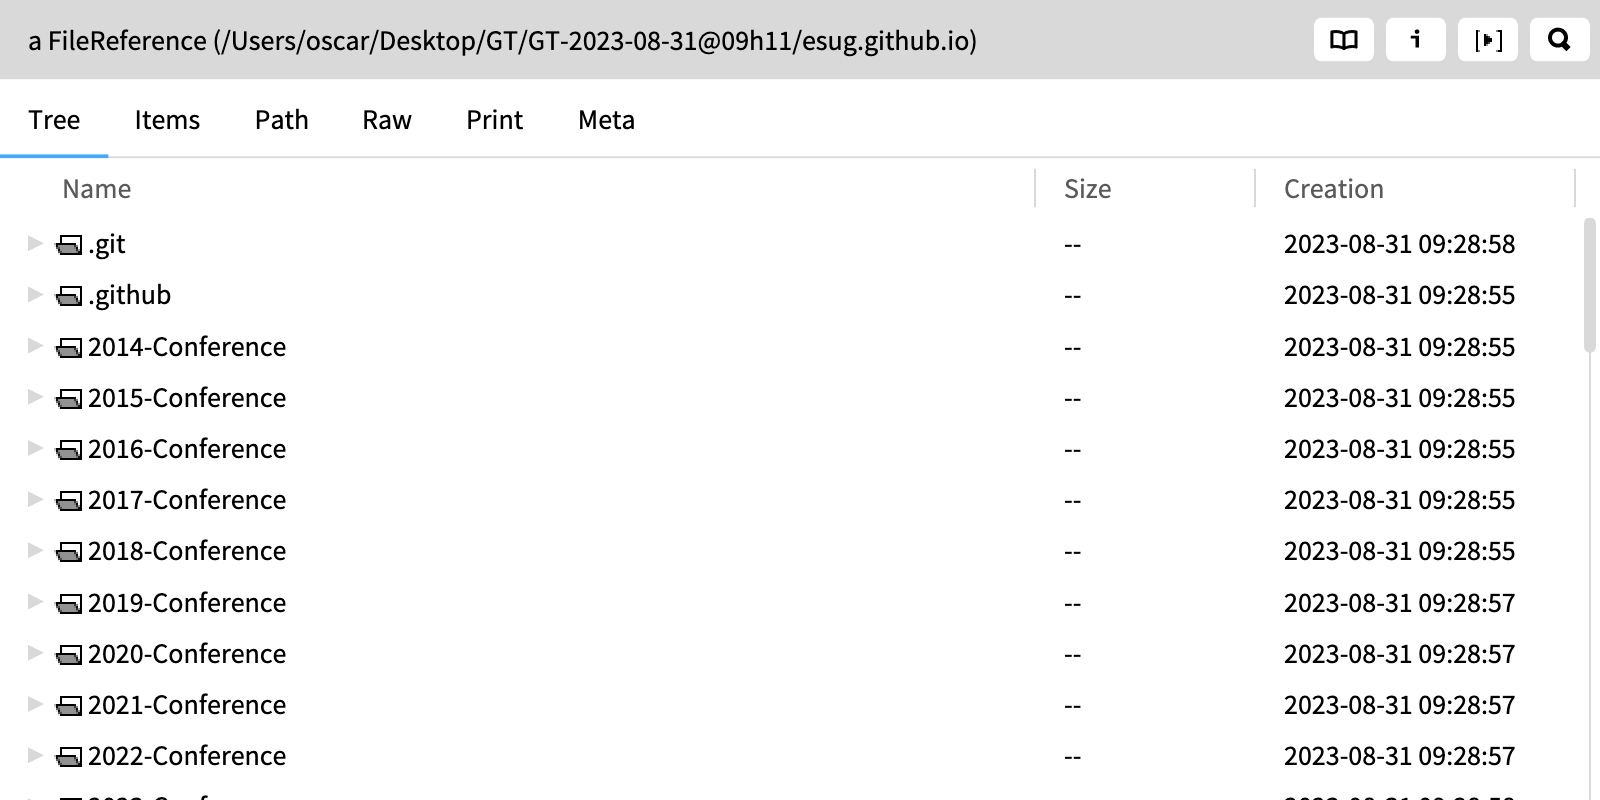 a FileReference (/Users/oscar/Desktop/GT/GT-2023-08-31@09h11/esug.github.io)
Tree Items Path Raw Print Meta
Name Size Creation
.git -- 2023-08-31 09:28:58
.github -- 2023-08-31 09:28:55
2014-Conference -- 2023-08-31 09:28:55
2015-Conference -- 2023-08-31 09:28:55
2016-Conference -- 2023-08-31 09:28:55
2017-Conference -- 2023-08-31 09:28:55
2018-Conference -- 2023-08-31 09:28:55
2019-Conference -- 2023-08-31 09:28:57
2020-Conference -- 2023-08-31 09:28:57
2021-Conference -- 2023-08-31 09:28:57
2022-Conference -- 2023-08-31 09:28:57